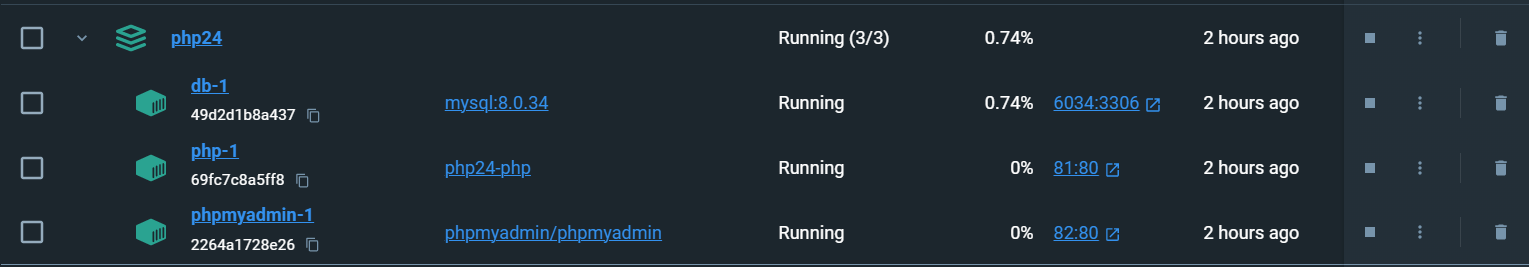 php24 Running (3/3) 0.74% 2 hours ago
db-1
49d2d1b8a437 mysql:8.0.34 Running 0.74% 6034:3306 2 hours ago
php-1
69fc7c8a5ff8 php24-php Running 0% 81:80 2 hours ago
phpmyadmin-1
2264a1728e26 phpmyadmin/phpmyadmin Running 0% 82:80 2 hours ago